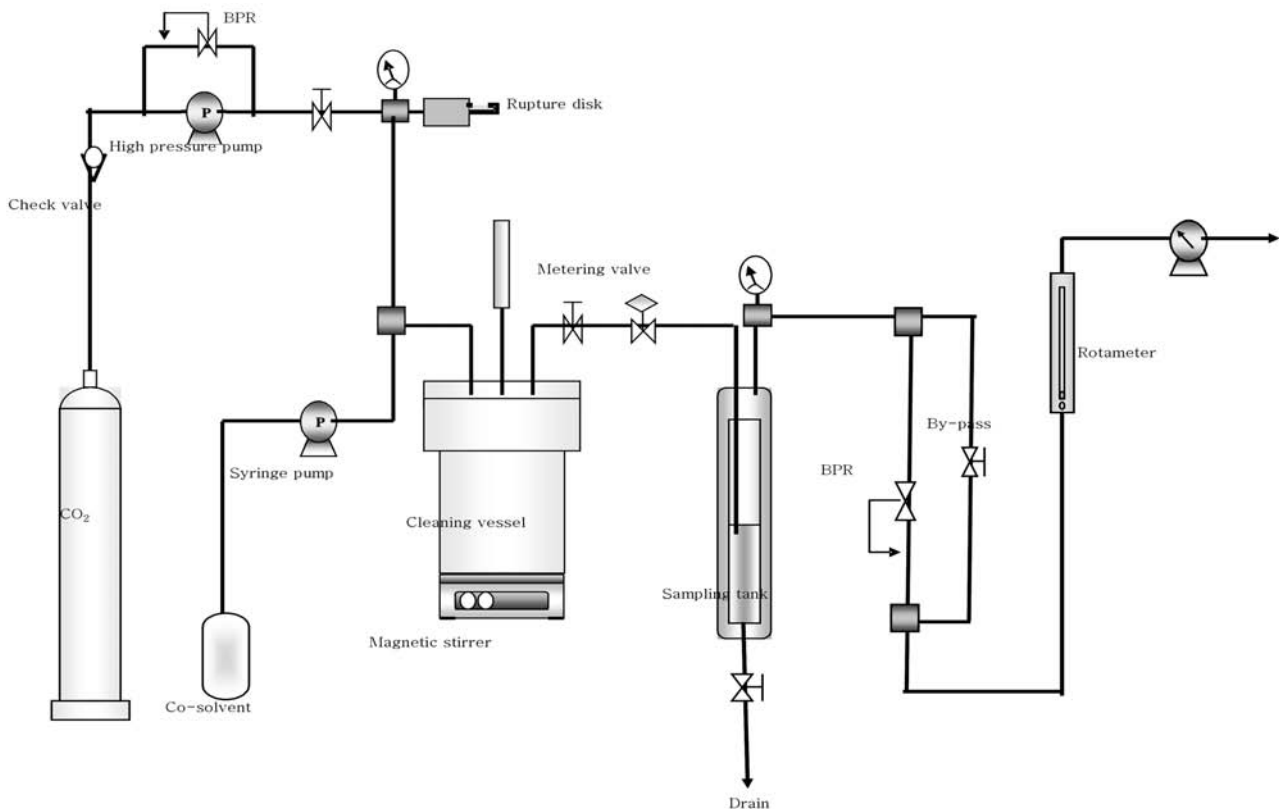 BPR
P
Rupture disk
High pressure pump
Check valve
Metering valve
Rotameter
P
By-pass
Syringe pump
BPR
CO₂
Cleaning vessel
Sampling tank
Magnetic stirrer
Co-solvent
Drain